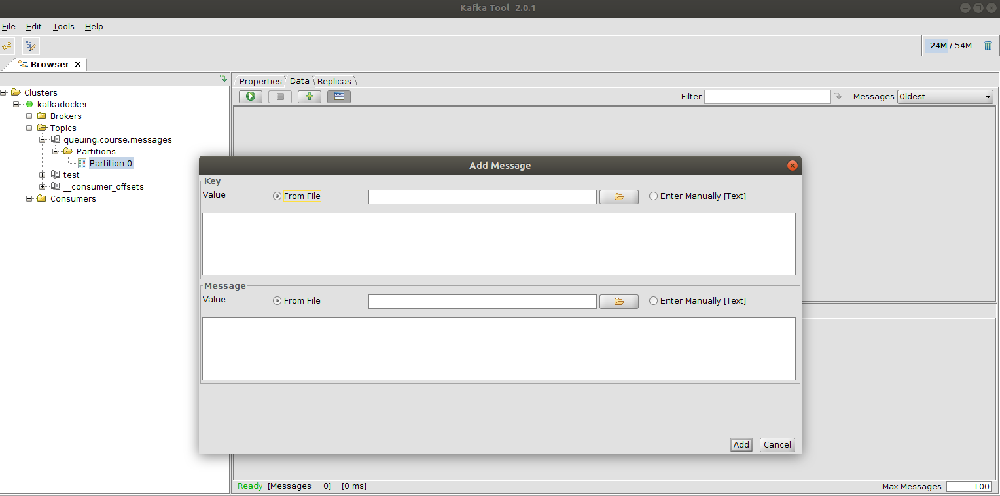 Kafka Tool 2.0.1
File Edit Tools Help
24M / 54M
Browser
Properties Data Replicas
Filter Messages Oldest
Clusters
kafkadocker
Brokers
Topics
queuing.course.messages
Partitions
Partition 0
test
__consumer_offsets
Consumers
Add Message
Key
Value From File Enter Manually [Text]
Message
Value From File Enter Manually [Text]
Add Cancel
Ready [Messages = 0] [0 ms] Max Messages 100